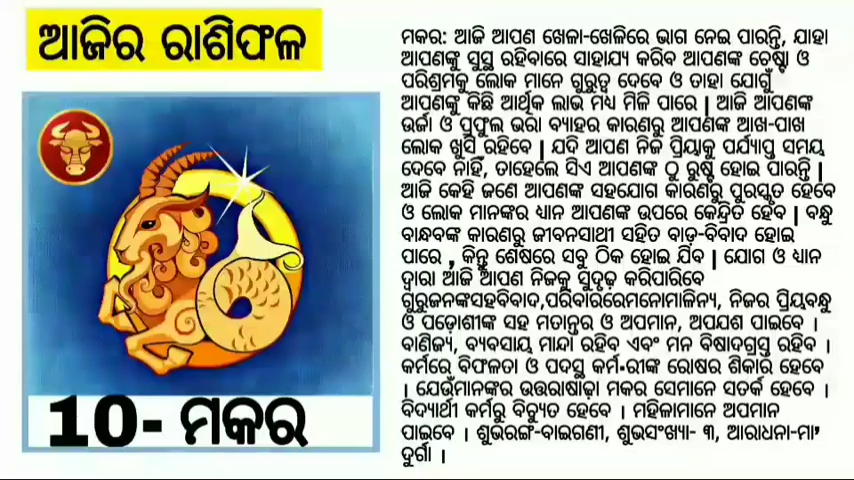 ଆଜିର ରାଶିଫଳ
10- ମକର
ମକର: ଆଜି ଆପଣ ଖେଳା-ଖେଳିରେ ଭାଗ ନେଇ ପାରନ୍ତି, ଯାହା
ଆପଣଙ୍କୁ ସୁସ୍ଥ ରହିବାରେ ସାହାଯ୍ୟ କରିବ ଆପଣଙ୍କ ଚେଷ୍ଟା ଓ
ପରିଶ୍ରମକୁ ଲୋକ ମାନେ ଗୁରୁତ୍ୱ ଦେବେ ଓ ତାହା ଯୋଗୁଁ
ଆପଣଙ୍କୁ କିଛି ଆର୍ଥିକ ଲାଭ ମଧ୍ୟ ମିଳି ପାରେ | ଆଜି ଆପଣଙ୍କ
ଉର୍ଜା ଓ ପ୍ରଫୁଲ ଭରା ବ୍ୟାହର କାରଣରୁ ଆପଣଙ୍କ ଆଖ-ପାଖ
ଲୋକ ଖୁସି ରହିବେ | ଯଦି ଆପଣ ନିଜ ପ୍ରିୟାକୁ ପର୍ଯ୍ୟାପ୍ତ ସମୟ
ଦେବେ ନାହିଁ, ତାହେଲେ ସିଏ ଆପଣଙ୍କ ଠୁ ରୁଷ୍ଟ ହୋଇ ପାରନ୍ତି |
ଆଜି କେହି ଜଣେ ଆପଣଙ୍କ ସହଯୋଗ କାରଣରୁ ପୁରସ୍କୃତ ହେବେ
ଓ ଲୋକ ମାନଙ୍କର ଧ୍ୟାନ ଆପଣଙ୍କ ଉପରେ କେନ୍ଦ୍ରିତ ହେବ | ବନ୍ଧୁ
ବାନ୍ଧବଙ୍କ କାରଣରୁ ଜୀବନସାଥୀ ସହିତ ବାଡ଼-ବିବାଦ ହୋଇ
ପାରେ , କିନ୍ତୁ ଶେଷରେ ସବୁ ଠିକ ହୋଇ ଯିବ | ଯୋଗ ଓ ଧ୍ୟାନ
ଦ୍ୱାରା ଆଜି ଆପଣ ନିଜକୁ ସୁଦୃଢ଼ କରିପାରିବେ
ଗୁରୁଜନଙ୍କସହବିବାଦ,ପରିବାରରେମନୋମାଳିନ୍ୟ, ନିଜର ପ୍ରିୟବନ୍ଧୁ
ଓ ପଡ଼ୋଶୀଙ୍କ ସହ ମତାନ୍ତର ଓ ଅପମାନ, ଅପଯଶ ପାଇବେ ।
ବାଣିଜ୍ୟ, ବ୍ୟବସାୟ ମାନ୍ଦା ରହିବ ଏବଂ ମନ ବିଷାଦଗ୍ରସ୍ତ ରହିବ ।
କର୍ମରେ ବିଫଳତା ଓ ପଦସ୍ଥ ରୋଷର ଶିକାର ହେବେ
। ଯେଉଁମାନଙ୍କର ଉତ୍ତରାଷାଢ଼ା ମକର ସେମାନେ ସତର୍କ ହେବେ ।
ବିଦ୍ୟାର୍ଥୀ କର୍ମରୁ ବିଚ୍ୟୁତ ହେବେ । ମହିଳାମାନେ ଅପମାନ
ପାଇବେ । ଶୁଭରଙ୍ଗ-ବାଇଗଣୀ, ଶୁଭସଂଖ୍ୟା- ୩, ଆରାଧନା-ମା'
ଦୁର୍ଗା ।